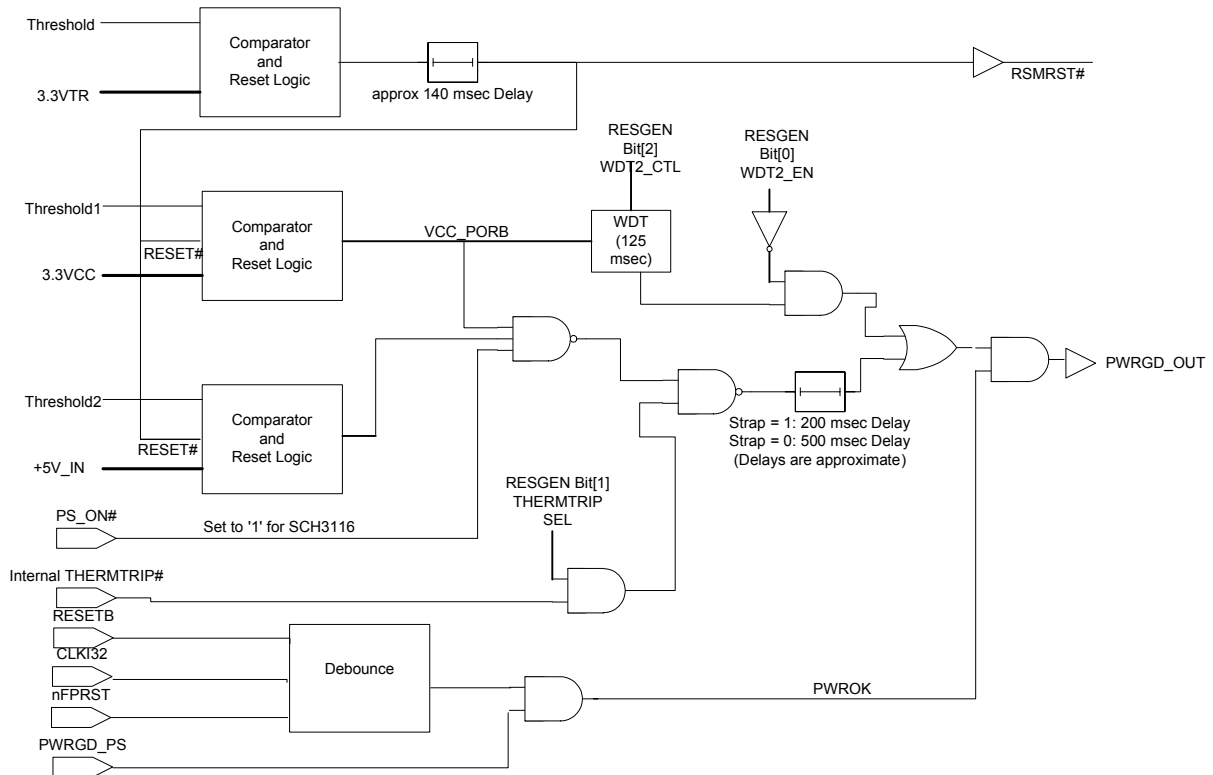 Threshold
Comparator
and
Reset Logic
3.3VTR
approx 140 msec Delay
RSMRST#
RESGEN
Bit[2]
WDT2_CTL
RESGEN
Bit[0]
WDT2_EN
Threshold1
RESET#
3.3VCC
Comparator
and
Reset Logic
VCC_PORB
WDT
(125
msec)
PWRGD_OUT
Threshold2
RESET#
+5V_IN
Comparator
and
Reset Logic
Strap = 1: 200 msec Delay
Strap = 0: 500 msec Delay
(Delays are approximate)
RESGEN Bit[1]
THERMTRIP
SEL
PS_ON#
Set to '1' for SCH3116
Internal THERMTRIP#
RESETB
CLKI32
nFPRST
Debounce
PWROK
PWRGD_PS